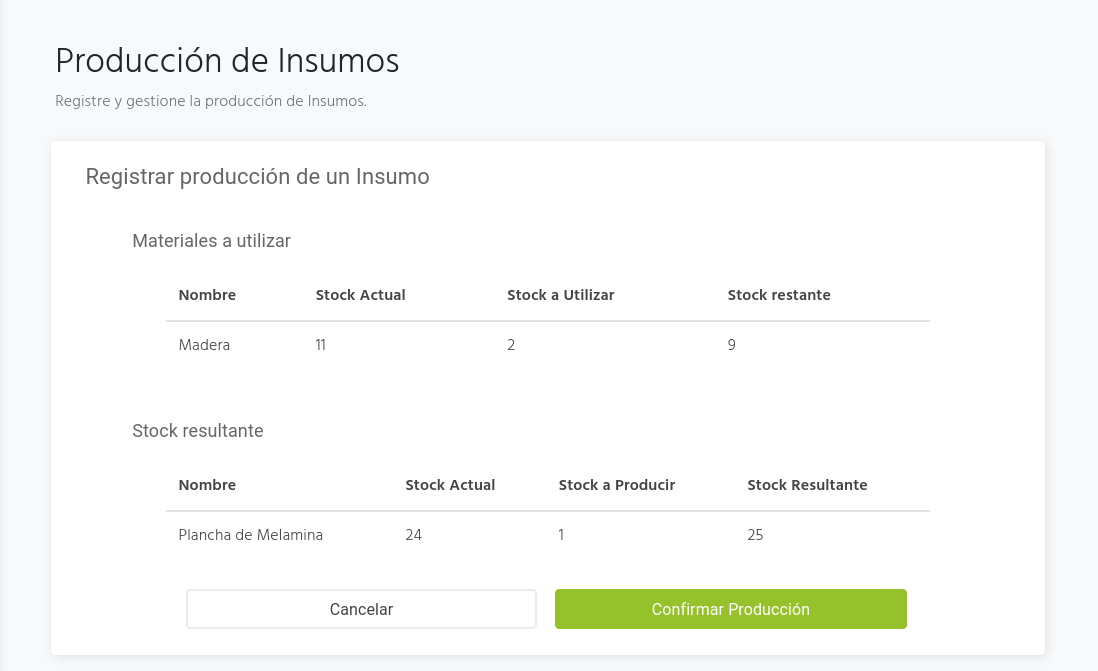 Producción de Insumos
Registre y gestione la producción de Insumos.
Registrar producción de un Insumo
Materiales a utilizar
Nombre Stock Actual Stock a Utilizar Stock restante
Madera 11 2 9
Stock resultante
Nombre Stock Actual Stock a Producir Stock Resultante
Plancha de Melamina 24 1 25
Cancelar Confirmar Producción